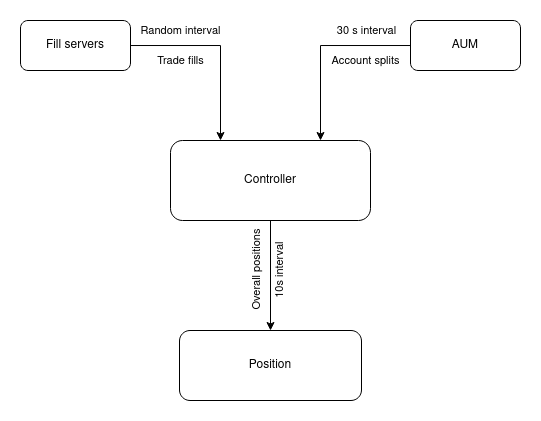 Random interval
30 s interval
Fill servers
AUM
Trade fills
Account splits
Controller
Overall positions
10s interval
Position